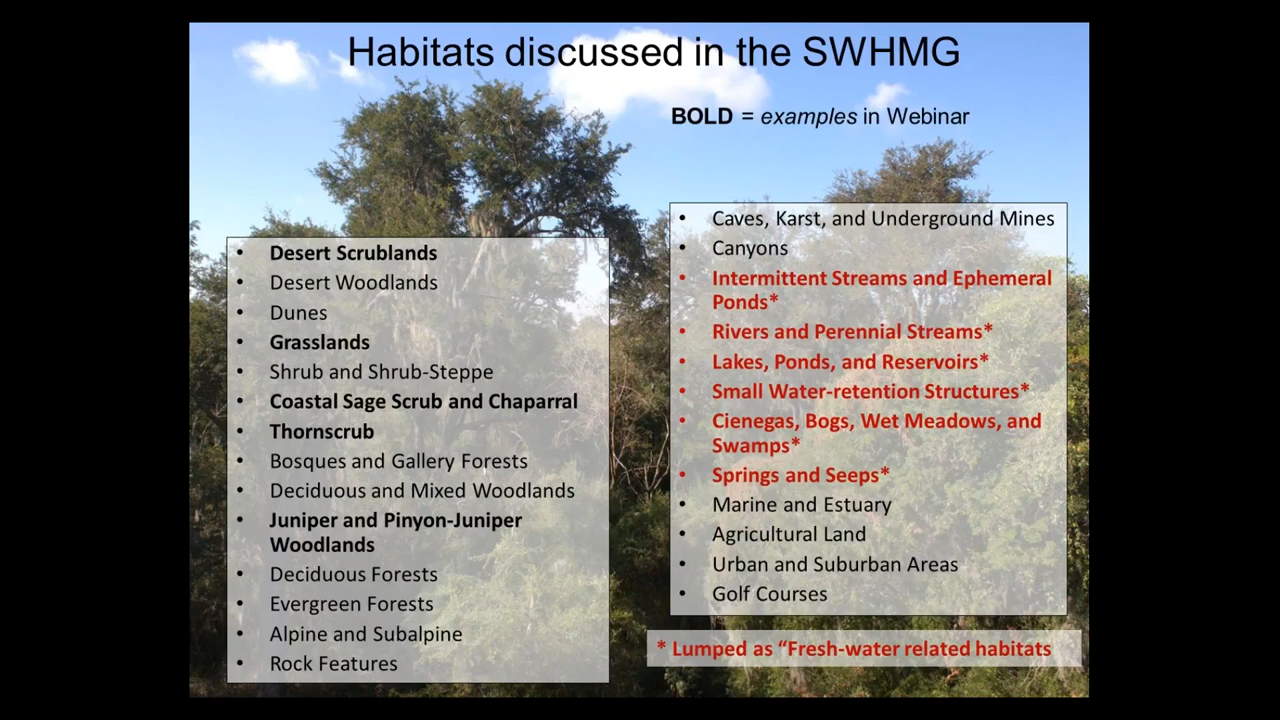 Habitats discussed in the SWHMG
BOLD = examples in Webinar
• Desert Scrublands
• Desert Woodlands
• Dunes
• Grasslands
• Shrub and Shrub-Steppe
• Coastal Sage Scrub and Chaparral
• Thornscrub
• Bosques and Gallery Forests
• Deciduous and Mixed Woodlands
• Juniper and Pinyon-Juniper
Woodlands
• Deciduous Forests
• Evergreen Forests
• Alpine and Subalpine
• Rock Features
• Caves, Karst, and Underground Mines
• Canyons
• Intermittent Streams and Ephemeral
Ponds*
• Rivers and Perennial Streams*
• Lakes, Ponds, and Reservoirs*
• Small Water-retention Structures*
• Cienegas, Bogs, Wet Meadows, and
Swamps*
• Springs and Seeps*
• Marine and Estuary
• Agricultural Land
• Urban and Suburban Areas
• Golf Courses
* Lumped as “Fresh-water related habitats